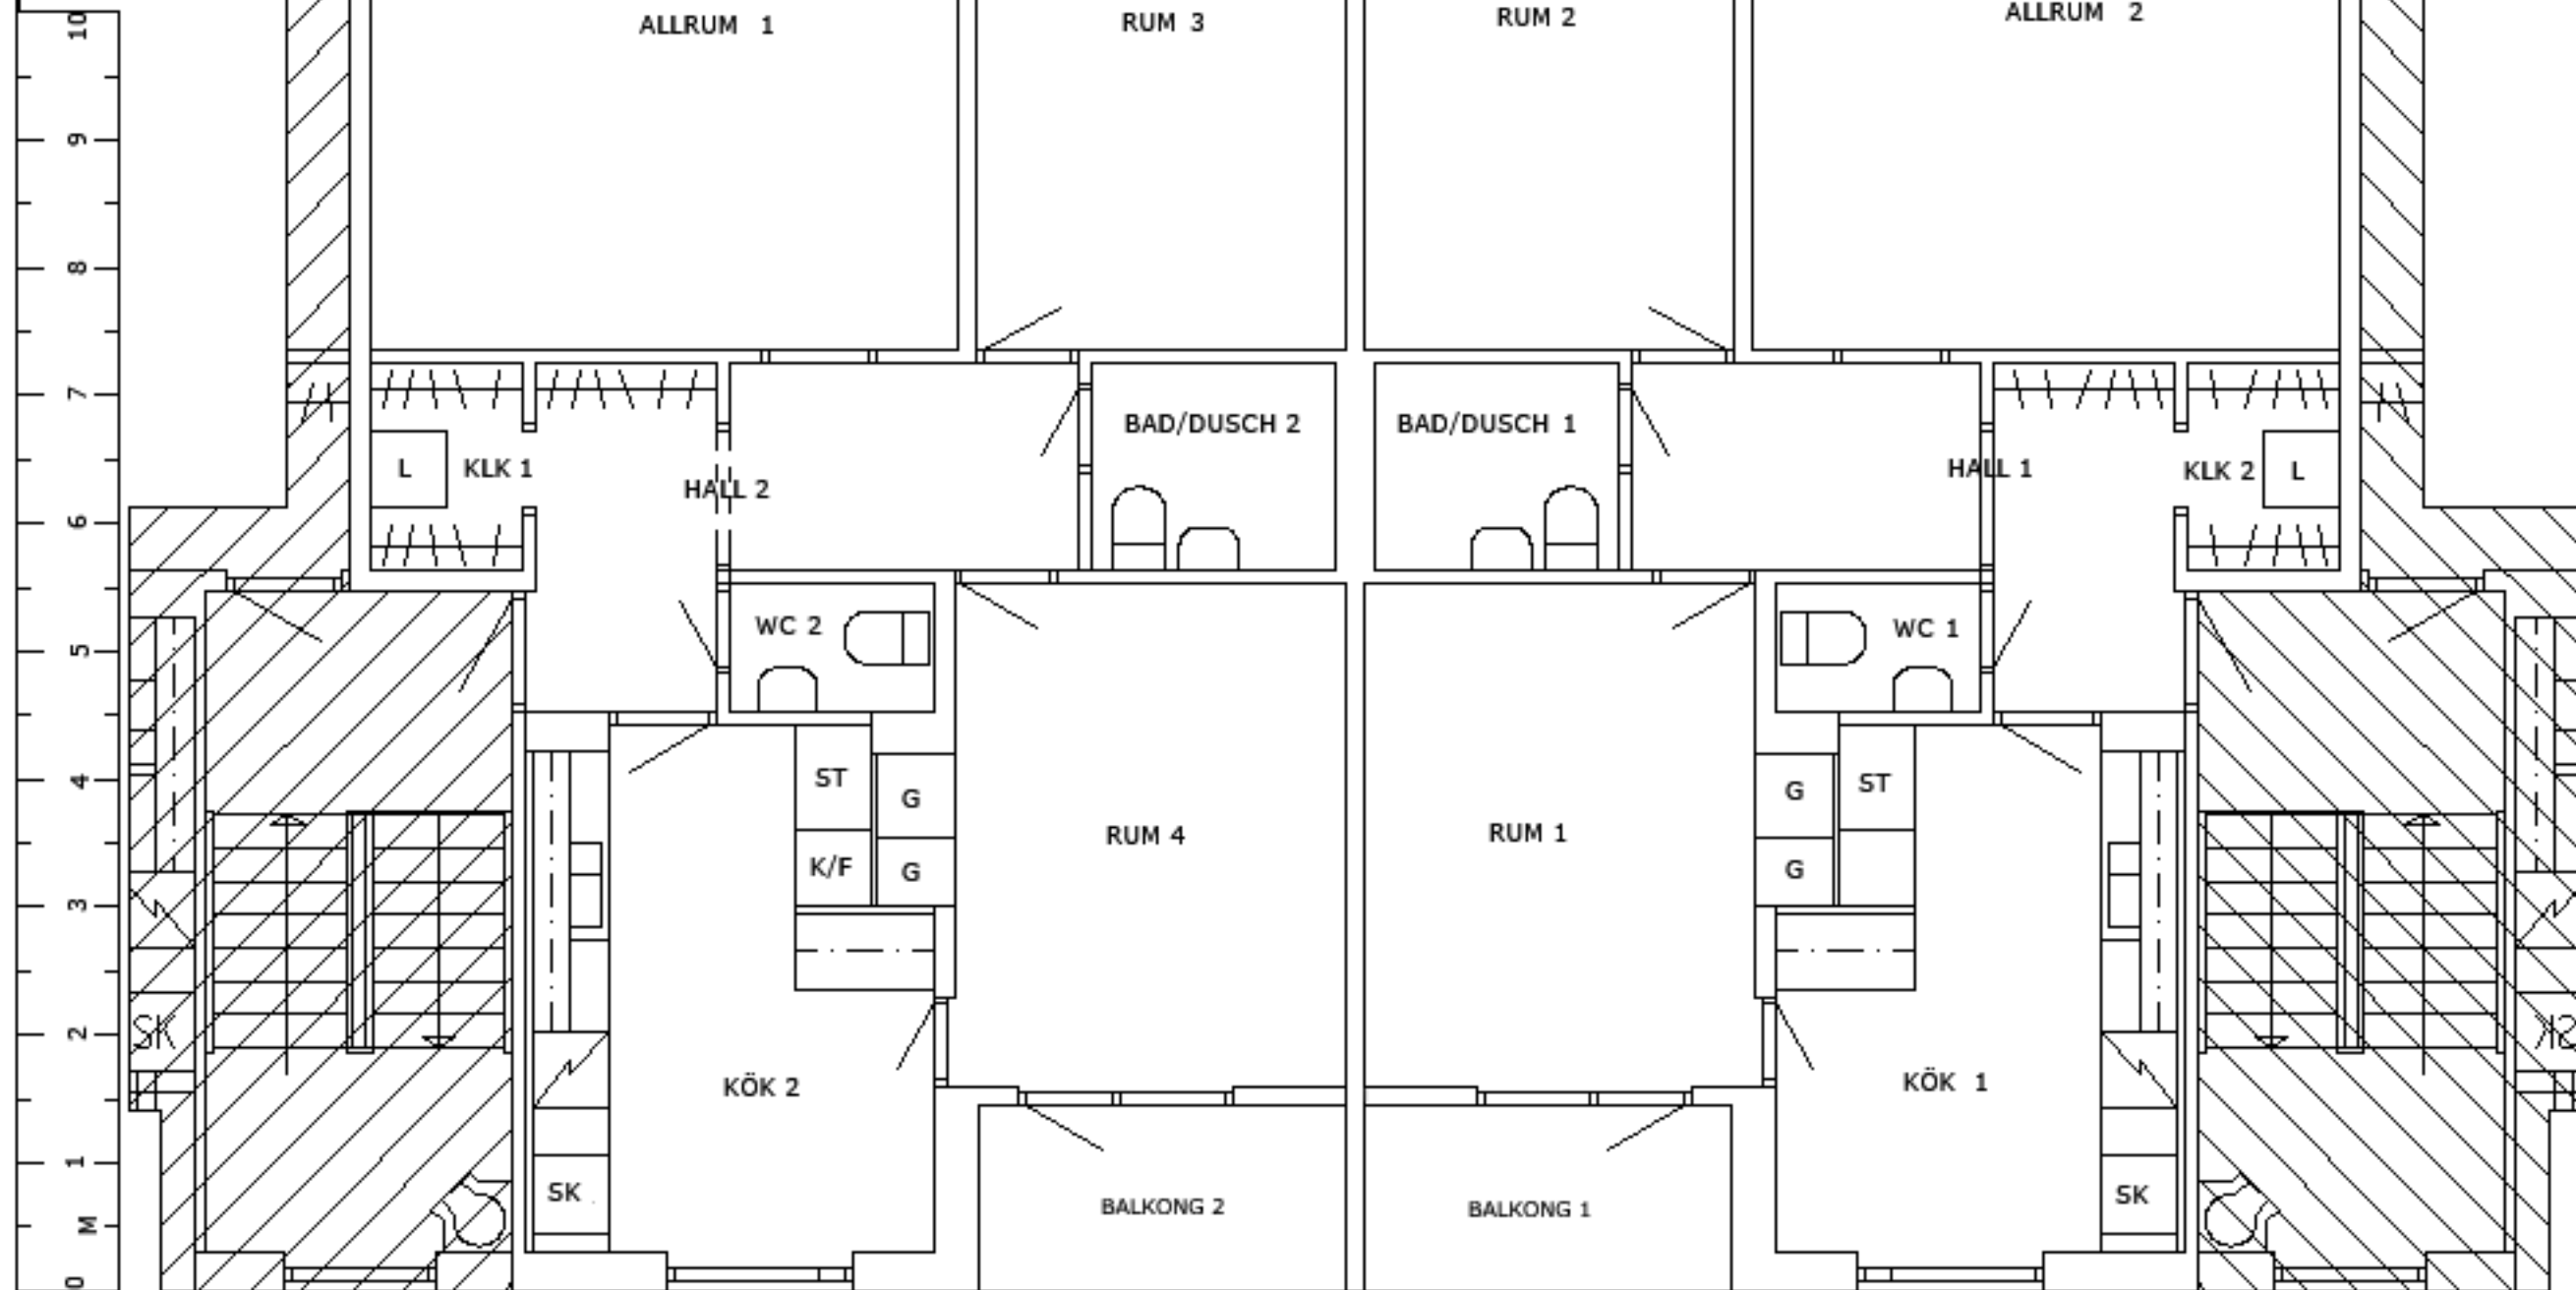 10
ALLRUM 1
RUM 3
RUM 2
ALLRUM 2
9
8
7
BAD/DUSCH 2
BAD/DUSCH 1
L
KLK 1
HALL 2
HALL 1
KLK 2
L
6
5
WC 2
WC 1
4
ST
G
G
ST
RUM 4
RUM 1
K/F
G
G
3
2
SK
SK
KÖK 2
KÖK 1
1
SK
SK
BALKONG 2
BALKONG 1
M
0